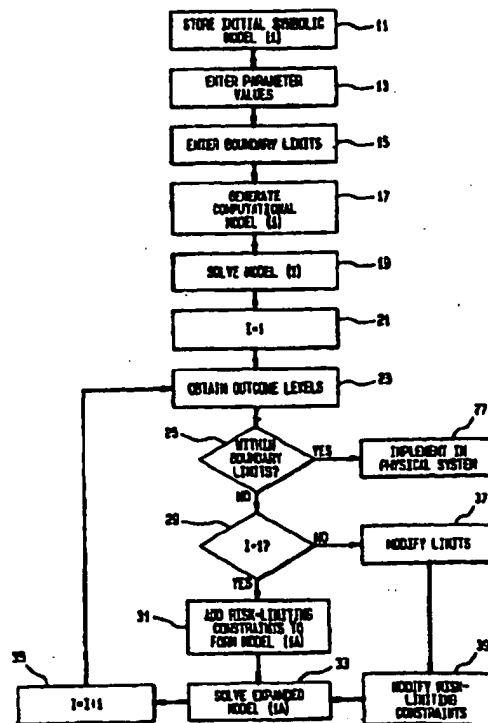 STORE INITIAL SYMBOLIC
MODEL (1)
11
ENTER PARAMETER
VALUES
13
ENTER BOUNDARY LIMITS
15
GENERATE
COMPUTATIONAL
MODEL (1)
17
SOLVE MODEL (1)
19
I=1
21
OBTAIN OUTCOME LEVELS
23
25
WITHIN
BOUNDARY
LIMITS?
YES
IMPLEMENT IN
PHYSICAL SYSTEM
27
NO
29
I=1?
NO
MODIFY LIMITS
37
YES
31
ADD RISK-LIMITING
CONSTRAINTS TO
FORM MODEL (1A)
35
I=I+1
33
SOLVE EXPANDED
MODEL (1A)
MODIFY RISK-
LIMITING
CONSTRAINTS
39